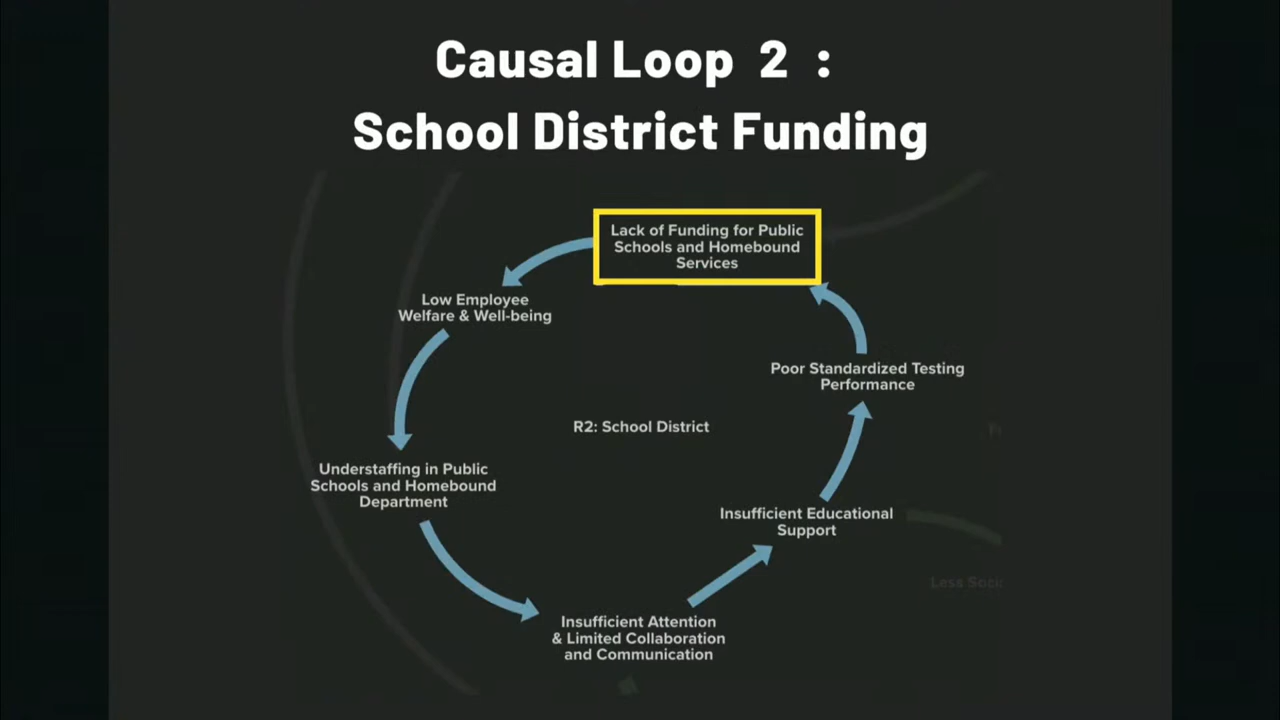 Causal Loop 2 :
School District Funding
Lack of Funding for Public
Schools and Homebound
Services
Low Employee
Welfare & Well-being
Poor Standardized Testing
Performance
R2: School District
Understaffing in Public
Schools and Homebound
Department
Insufficient Educational
Support
Less
Insufficient Attention
& Limited Collaboration
and Communication